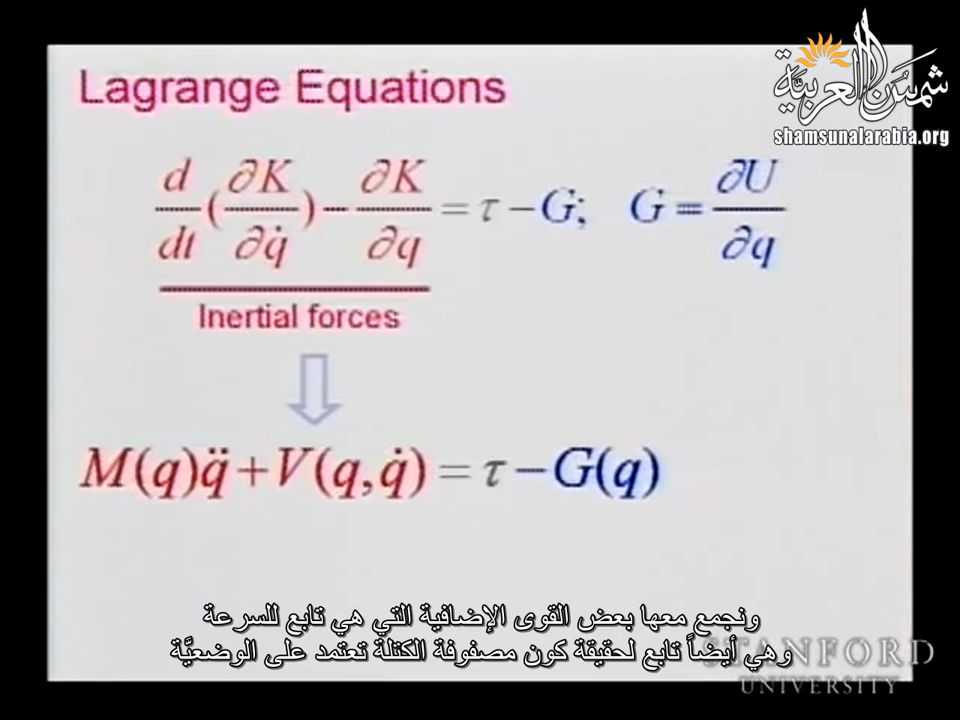 شمس العربية
shamsunalarabia.org
Lagrange Equations
d/dt (∂K/∂q̇) − ∂K/∂q = τ − G; G = ∂U/∂q
Inertial forces
M(q)q̈ + V(q, q̇) = τ − G(q)
ونجمع معها بعض القوى الإضافية التي هي تابع للسرعة
وهي أيضاً تابع لحقيقة كون مصفوفة الكتلة تعتمد على الوضعيَّة
STANFORD
UNIVERSITY